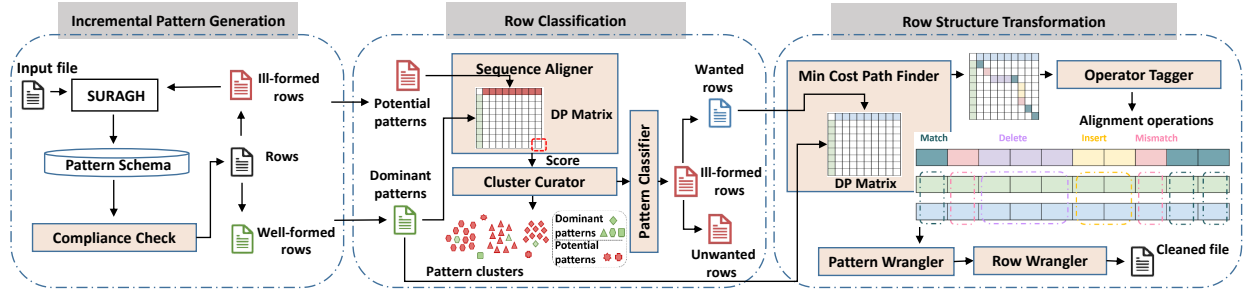 Incremental Pattern Generation
Input file
SURAGH
Ill-formed
rows
Pattern Schema
Rows
Compliance Check
Well-formed
rows
Row Classification
Potential
patterns
Sequence Aligner
DP Matrix
Score
Dominant
patterns
Cluster Curator
Dominant
patterns
Potential
patterns
Pattern clusters
Pattern Classifier
Wanted
rows
Ill-formed
rows
Unwanted
rows
Row Structure Transformation
Min Cost Path Finder
DP Matrix
Operator Tagger
Alignment operations
Match
Delete
Insert
Mismatch
Pattern Wrangler
Row Wrangler
Cleaned file